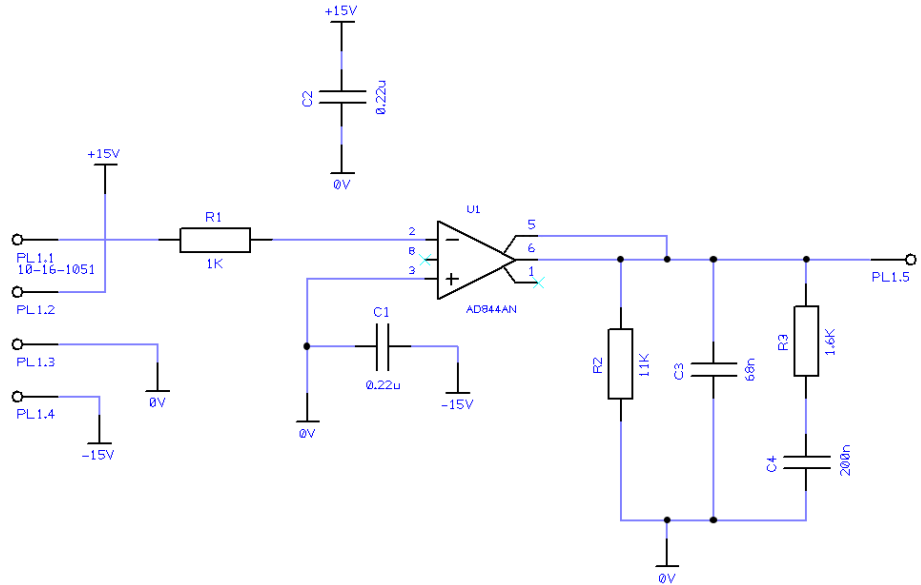 +15V
C2
0.22u
0V
+15V
R1
1K
PL1.1
10-16-1051
PL1.2
PL1.3
0V
PL1.4
-15V
U1
2
8
3
5
6
1
AD844AN
C1
0.22u
0V
-15V
R2
11K
C3
68n
R3
1.6K
C4
200n
PL1.5
0V